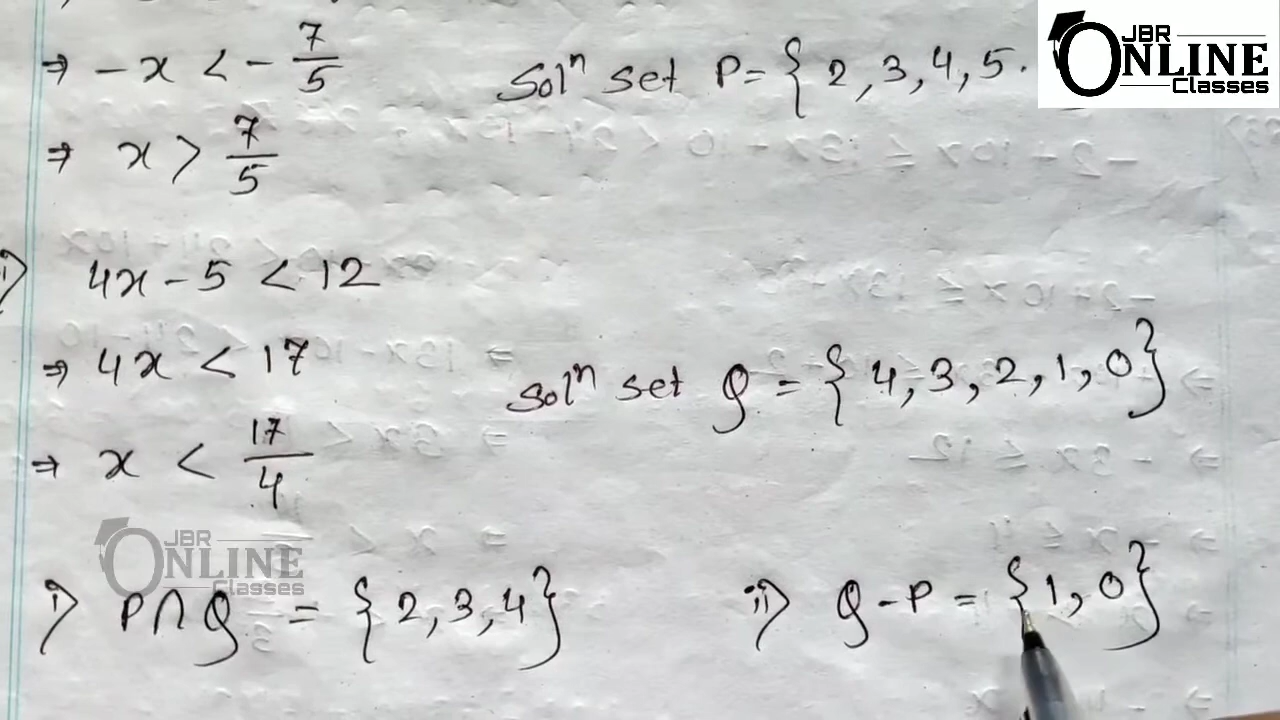 ⇒ -x < - 7/5
Solⁿ set P = { 2, 3, 4, 5 .
⇒ x > 7/5
i) 4x - 5 < 12
⇒ 4x < 17
Solⁿ set Q = { 4, 3, 2, 1, 0 }
⇒ x < 17/4
i) P ∩ Q = { 2, 3, 4 }
ii) Q - P = { 1, 0 }
JBR
ONLINE
Classes
JBR
ONLINE
Classes